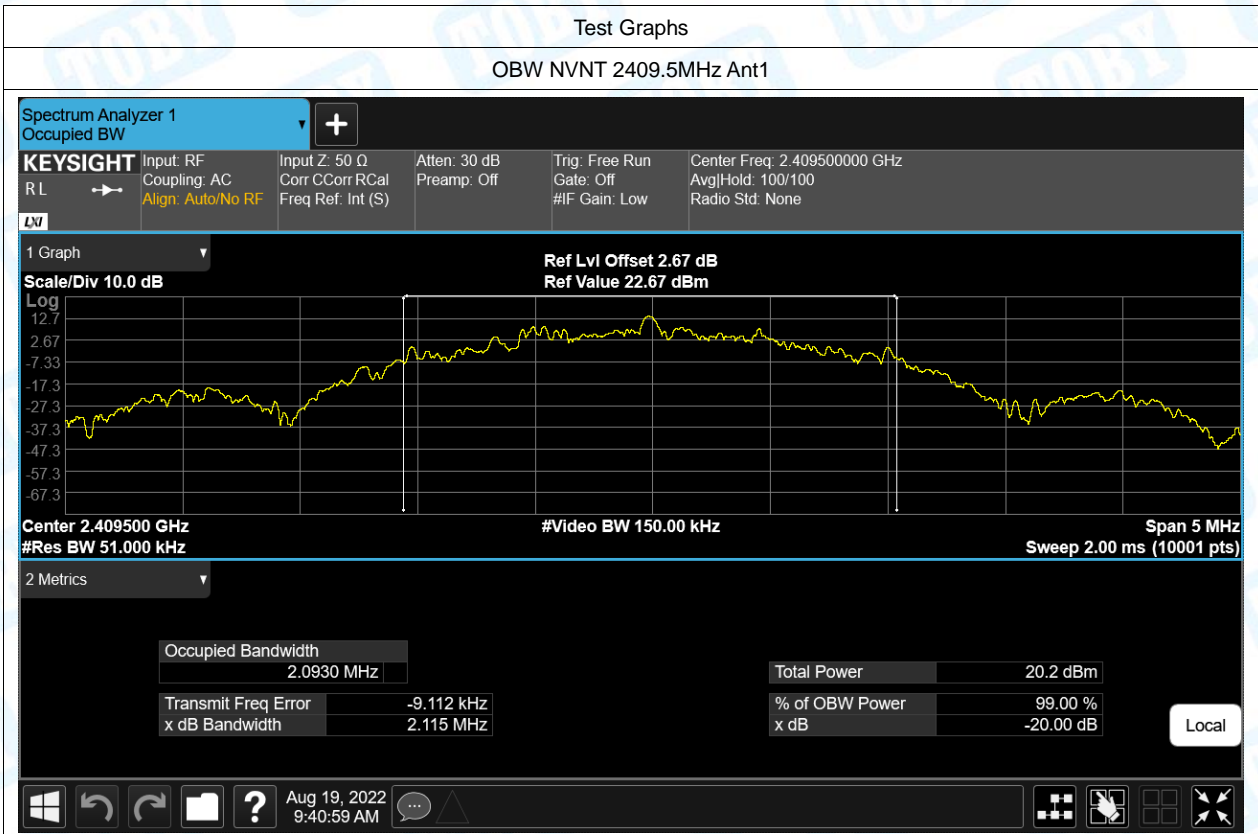 Test Graphs
OBW NVNT 2409.5MHz Ant1
Spectrum Analyzer 1
Occupied BW
+
KEYSIGHT
R L
LXI
Input: RF
Coupling: AC
Align: Auto/No RF
Input Z: 50 Ω
Corr CCorr RCal
Freq Ref: Int (S)
Atten: 30 dB
Preamp: Off
Trig: Free Run
Gate: Off
#IF Gain: Low
Center Freq: 2.409500000 GHz
Avg|Hold: 100/100
Radio Std: None
1 Graph
Scale/Div 10.0 dB
Ref Lvl Offset 2.67 dB
Ref Value 22.67 dBm
Log
12.7
2.67
-7.33
-17.3
-27.3
-37.3
-47.3
-57.3
-67.3
Center 2.409500 GHz
#Video BW 150.00 kHz
Span 5 MHz
#Res BW 51.000 kHz
Sweep 2.00 ms (10001 pts)
2 Metrics
Occupied Bandwidth
2.0930 MHz
Total Power 20.2 dBm
Transmit Freq Error -9.112 kHz
% of OBW Power 99.00 %
x dB Bandwidth 2.115 MHz
x dB -20.00 dB
Local
?
Aug 19, 2022
9:40:59 AM
TOBY